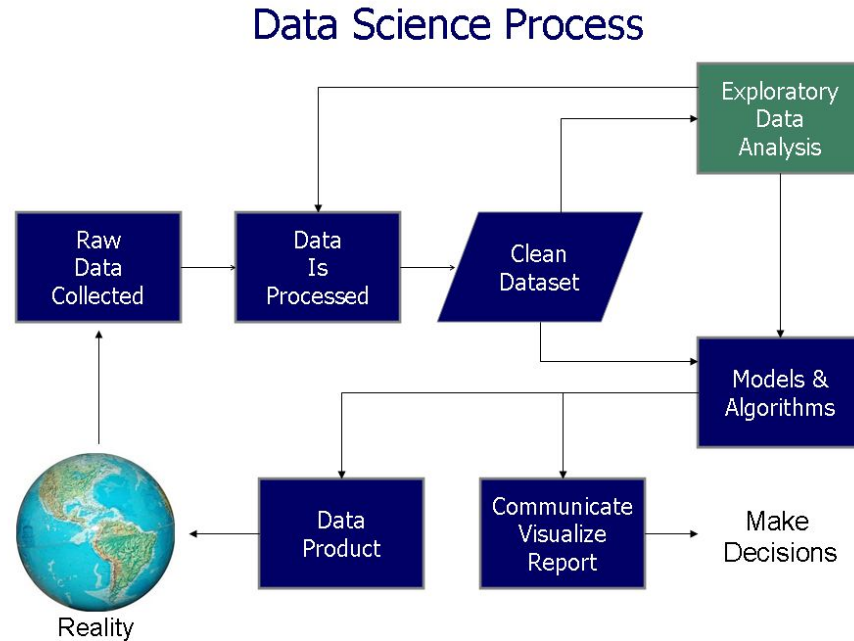 Data Science Process
Exploratory
Data
Analysis
Raw
Data
Collected
Data
Is
Processed
Clean
Dataset
Models &
Algorithms
Data
Product
Communicate
Visualize
Report
Make
Decisions
Reality